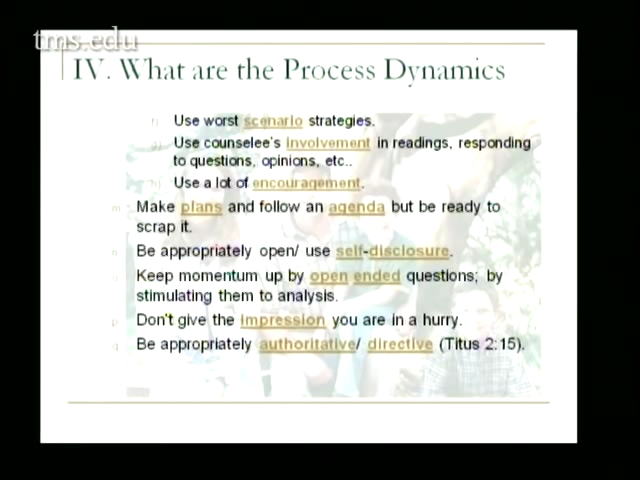 tms.edu
IV. What are the Process Dynamics
f) Use worst scenario strategies.
g) Use counselee's involvement in readings, responding
to questions, opinions, etc..
h) Use a lot of encouragement.
m Make plans and follow an agenda but be ready to
scrap it.
n Be appropriately open/ use self-disclosure.
o Keep momentum up by open ended questions; by
stimulating them to analysis.
p Don't give the impression you are in a hurry.
q Be appropriately authoritative/ directive (Titus 2:15).